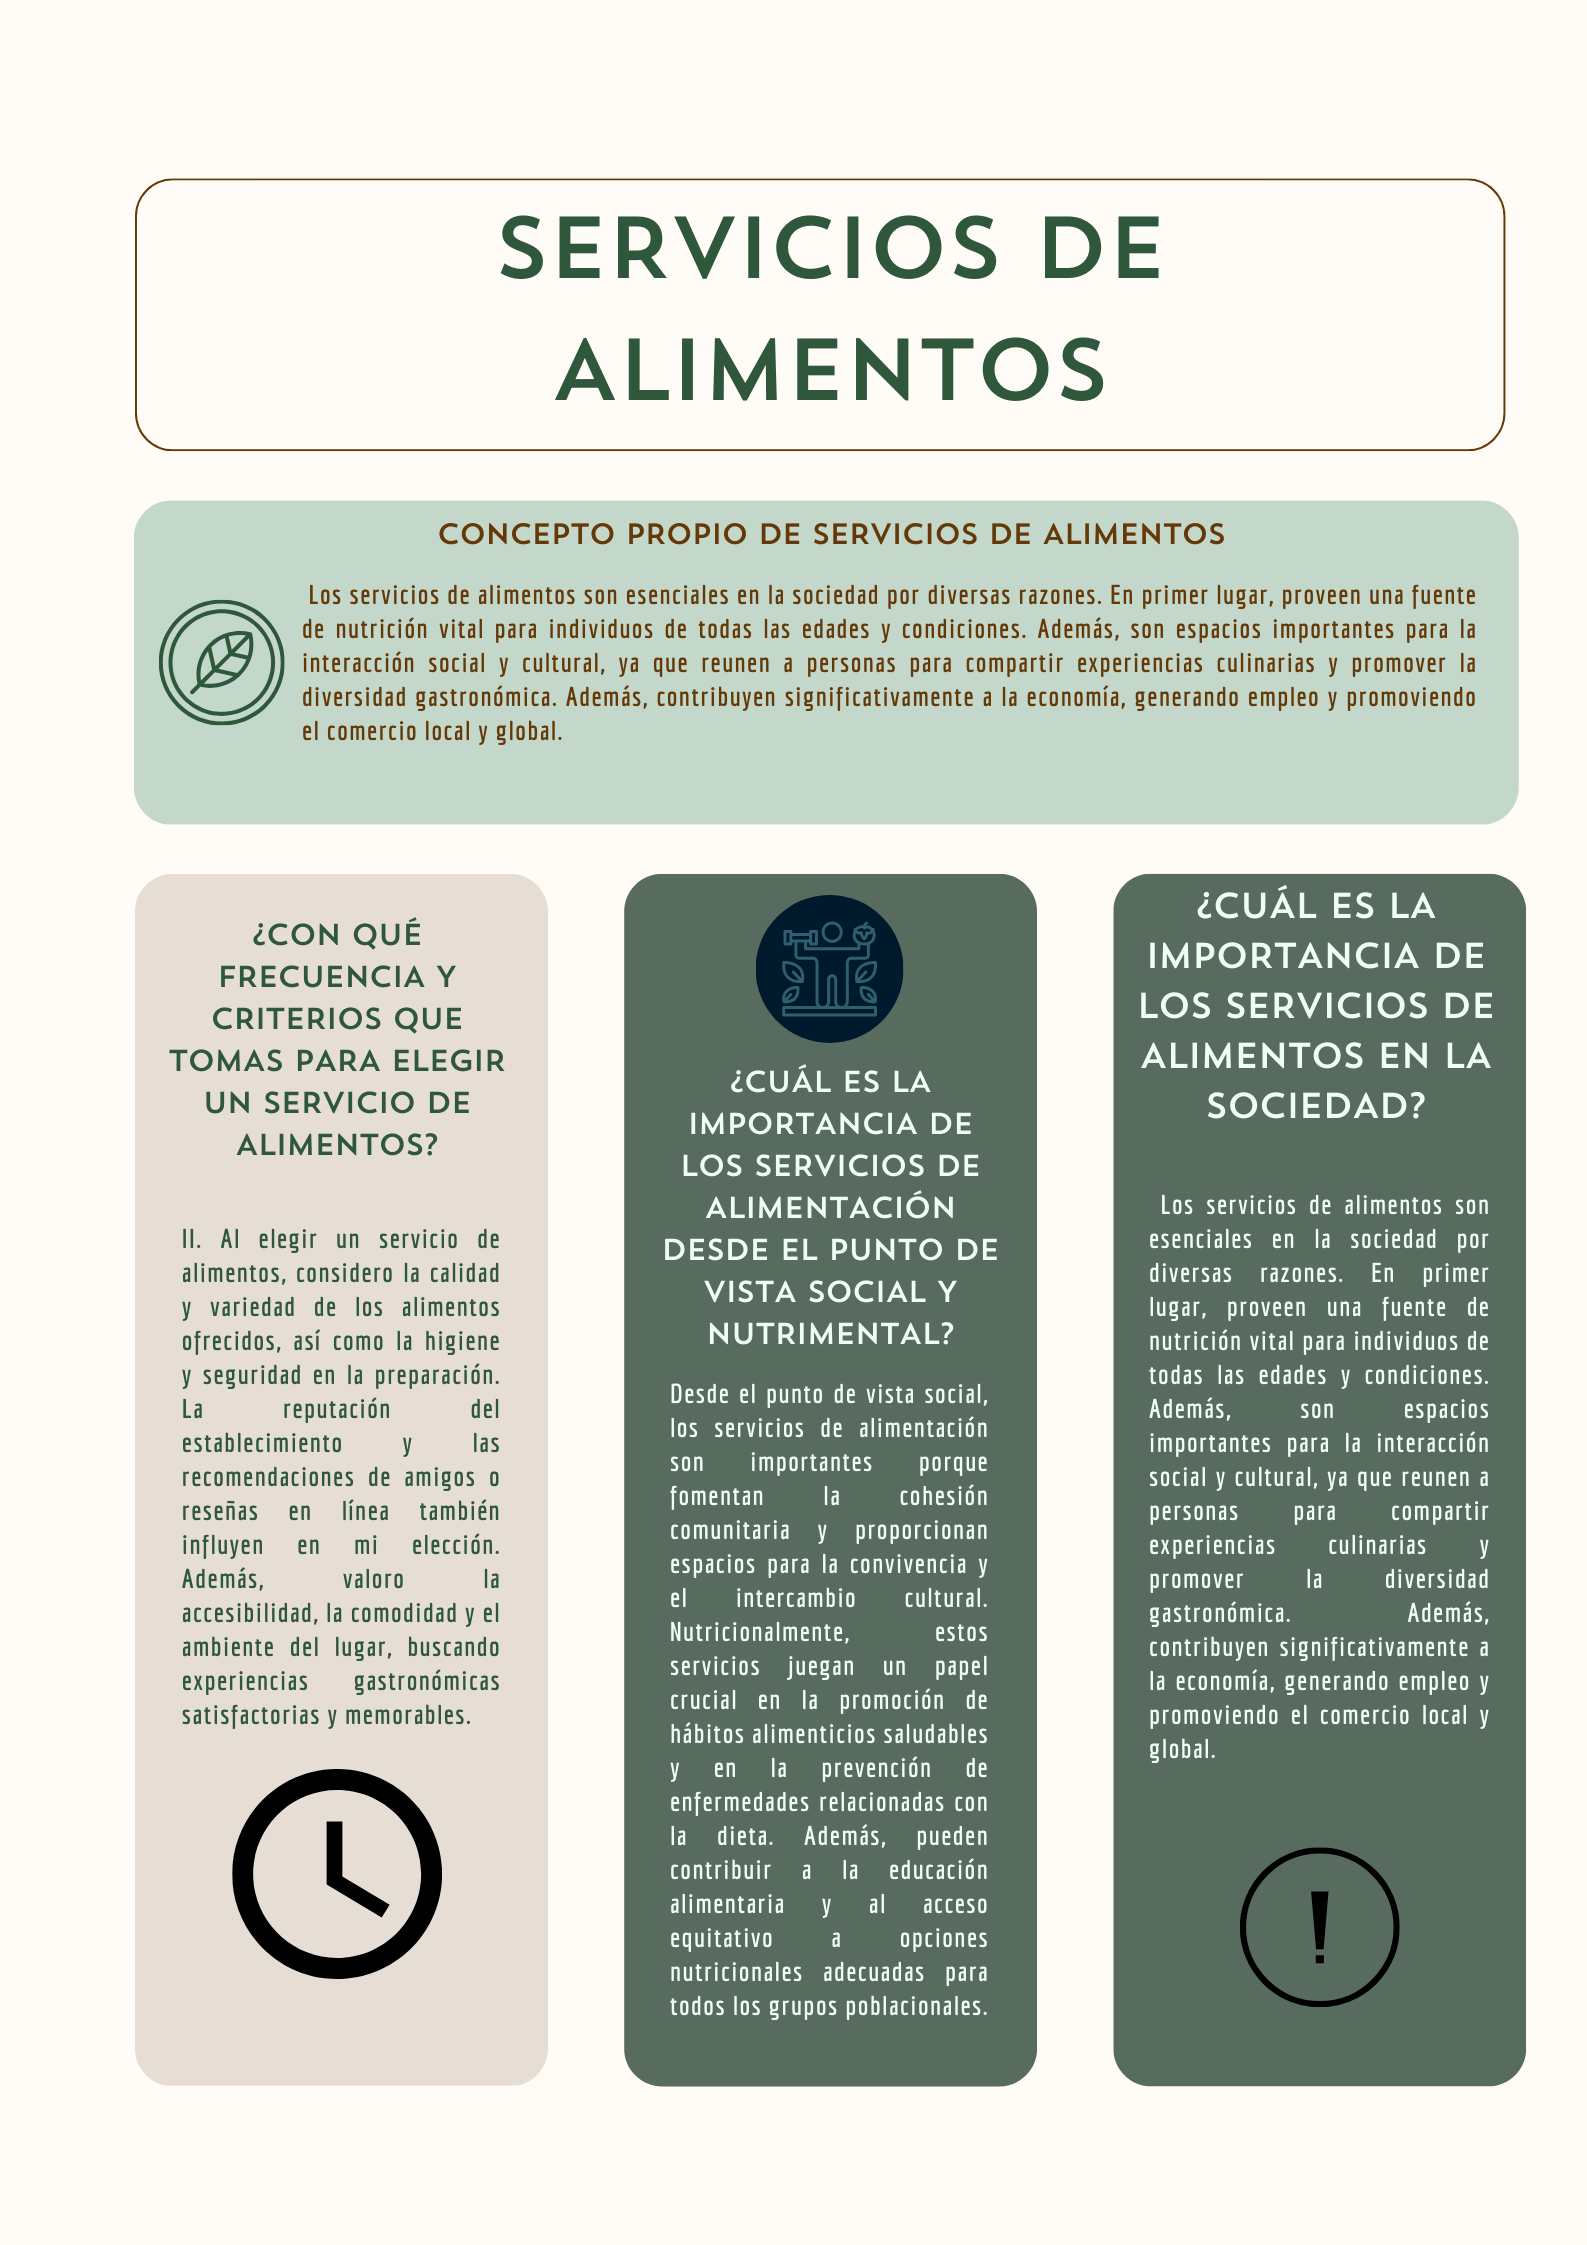 SERVICIOS DE
ALIMENTOS
CONCEPTO PROPIO DE SERVICIOS DE ALIMENTOS
Los servicios de alimentos son esenciales en la sociedad por diversas razones. En primer lugar, proveen una fuente
de nutrición vital para individuos de todas las edades y condiciones. Además, son espacios importantes para la
interacción social y cultural, ya que reunen a personas para compartir experiencias culinarias y promover la
diversidad gastronómica. Además, contribuyen significativamente a la economía, generando empleo y promoviendo
el comercio local y global.
¿CON QUÉ
FRECUENCIA Y
CRITERIOS QUE
TOMAS PARA ELEGIR
UN SERVICIO DE
ALIMENTOS?
II. Al elegir un servicio de
alimentos, considero la calidad
y variedad de los alimentos
ofrecidos, así como la higiene
y seguridad en la preparación.
La reputación del
establecimiento y las
recomendaciones de amigos o
reseñas en línea también
influyen en mi elección.
Además, valoro la
accesibilidad, la comodidad y el
ambiente del lugar, buscando
experiencias gastronómicas
satisfactorias y memorables.
¿CUÁL ES LA
IMPORTANCIA DE
LOS SERVICIOS DE
ALIMENTACIÓN
DESDE EL PUNTO DE
VISTA SOCIAL Y
NUTRIMENTAL?
Desde el punto de vista social,
los servicios de alimentación
son importantes porque
fomentan la cohesión
comunitaria y proporcionan
espacios para la convivencia y
el intercambio cultural.
Nutricionalmente, estos
servicios juegan un papel
crucial en la promoción de
hábitos alimenticios saludables
y en la prevención de
enfermedades relacionadas con
la dieta. Además, pueden
contribuir a la educación
alimentaria y al acceso
equitativo a opciones
nutricionales adecuadas para
todos los grupos poblacionales.
¿CUÁL ES LA
IMPORTANCIA DE
LOS SERVICIOS DE
ALIMENTOS EN LA
SOCIEDAD?
Los servicios de alimentos son
esenciales en la sociedad por
diversas razones. En primer
lugar, proveen una fuente de
nutrición vital para individuos de
todas las edades y condiciones.
Además, son espacios
importantes para la interacción
social y cultural, ya que reunen a
personas para compartir
experiencias culinarias y
promover la diversidad
gastronómica. Además,
contribuyen significativamente a
la economía, generando empleo y
promoviendo el comercio local y
global.
!